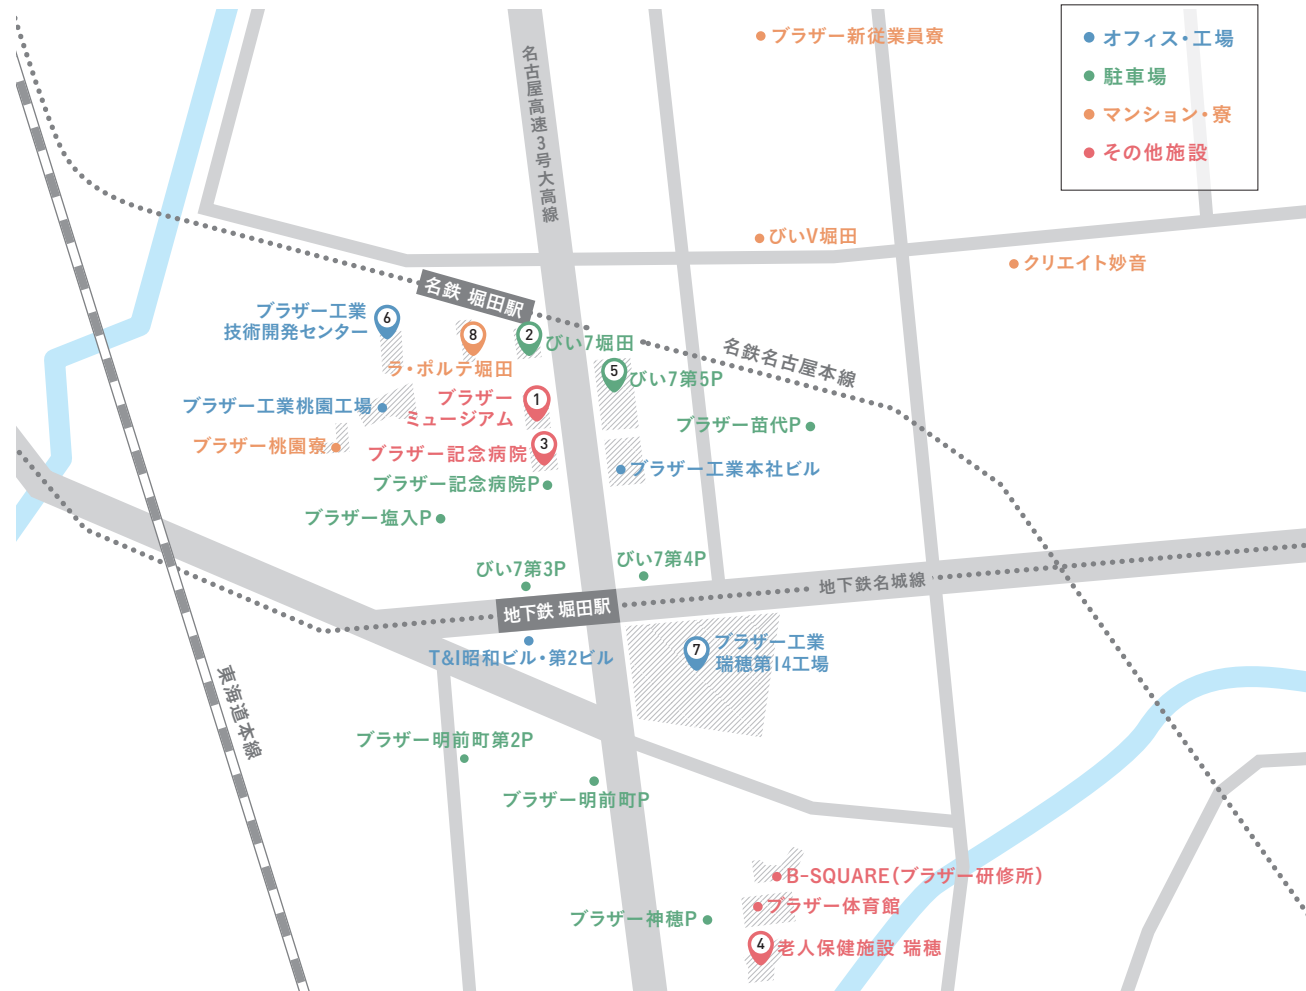 ブラザー新従業員寮
オフィス・工場
駐車場
マンション・寮
その他施設
名古屋高速3号大高線
びいV堀田
クリエイト妙音
名鉄 堀田駅
ブラザー工業
技術開発センター
6
8
2
びい7堀田
ラ・ポルテ堀田
5
びい7第5P
名鉄名古屋本線
ブラザー工業桃園工場
ブラザー
ミュージアム
1
ブラザー苗代P
ブラザー桃園寮
ブラザー記念病院
3
ブラザー工業本社ビル
ブラザー記念病院P
ブラザー塩入P
びい7第3P
びい7第4P
地下鉄 堀田駅
地下鉄名城線
T&I昭和ビル・第2ビル
7
ブラザー工業
瑞穂第14工場
東海道本線
ブラザー明前町第2P
ブラザー明前町P
B-SQUARE(ブラザー研修所)
ブラザー体育館
ブラザー神穂P
4
老人保健施設 瑞穂